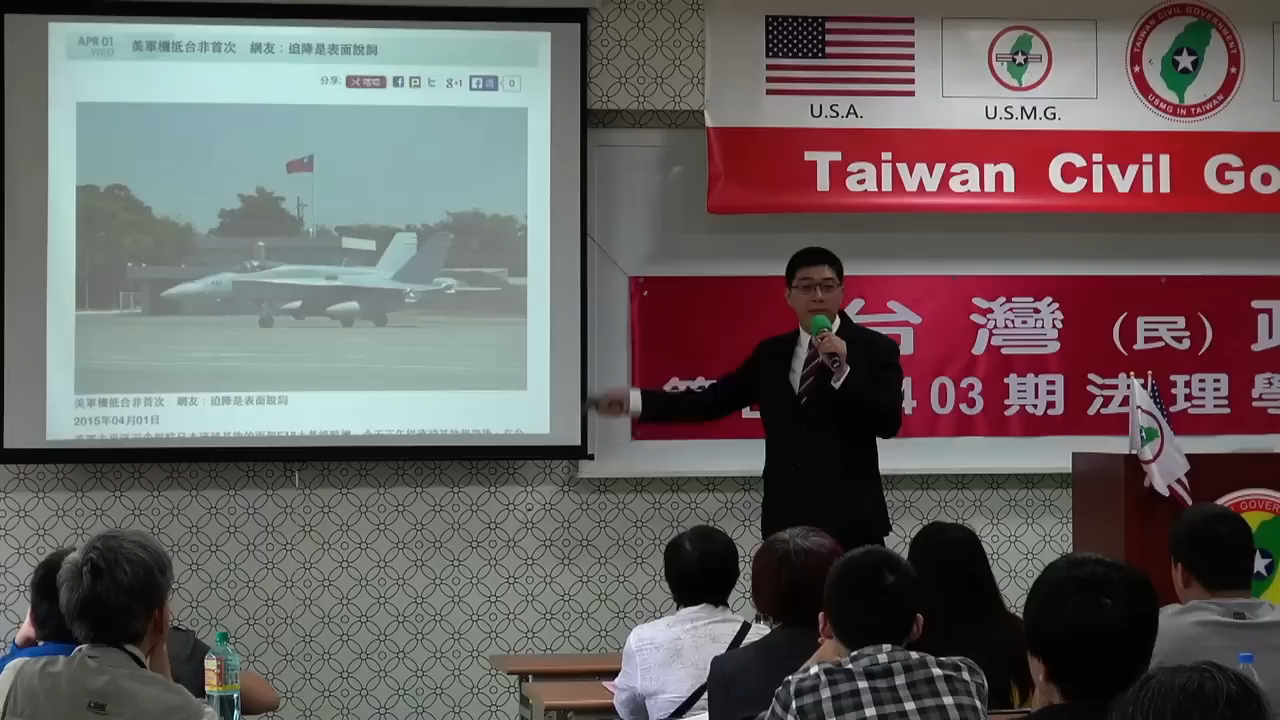 APR 01
WED
美軍機抵台非首次 網友：迫降是表面說詞
分享:
g+1
0
美軍機抵台非首次 網友：迫降是表面說詞
2015年04月01日
U.S.A.
U.S.M.G.
TAIWAN CIVIL GOVERNMENT
USMG IN TAIWAN
Taiwan Civil Go
台灣（民）政
403期法理學